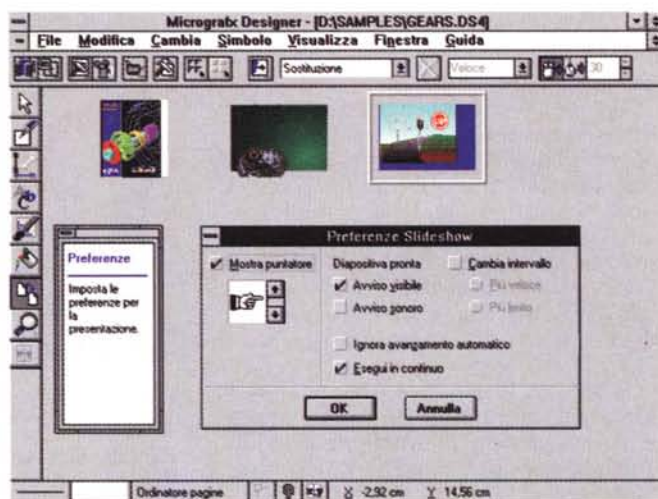 Micrografx Designer - [D:\SAMPLES\GEARS.DS4]
File Modifica Cambia Simbolo Visualizza Finestra Guida
Sostituzione Veloce 30
Preferenze
Imposta le
preferenze per
la
presentazione.
Preferenze Slideshow
Mostra puntatore
Diapositiva pronta
Avviso visibile
Avviso sonoro
Cambia intervallo
Più veloce
Più lento
Ignora avanzamento automatico
Esegui in continuo
OK Annulla
Ordinatore pagine X -2,92 cm Y 14,56 cm